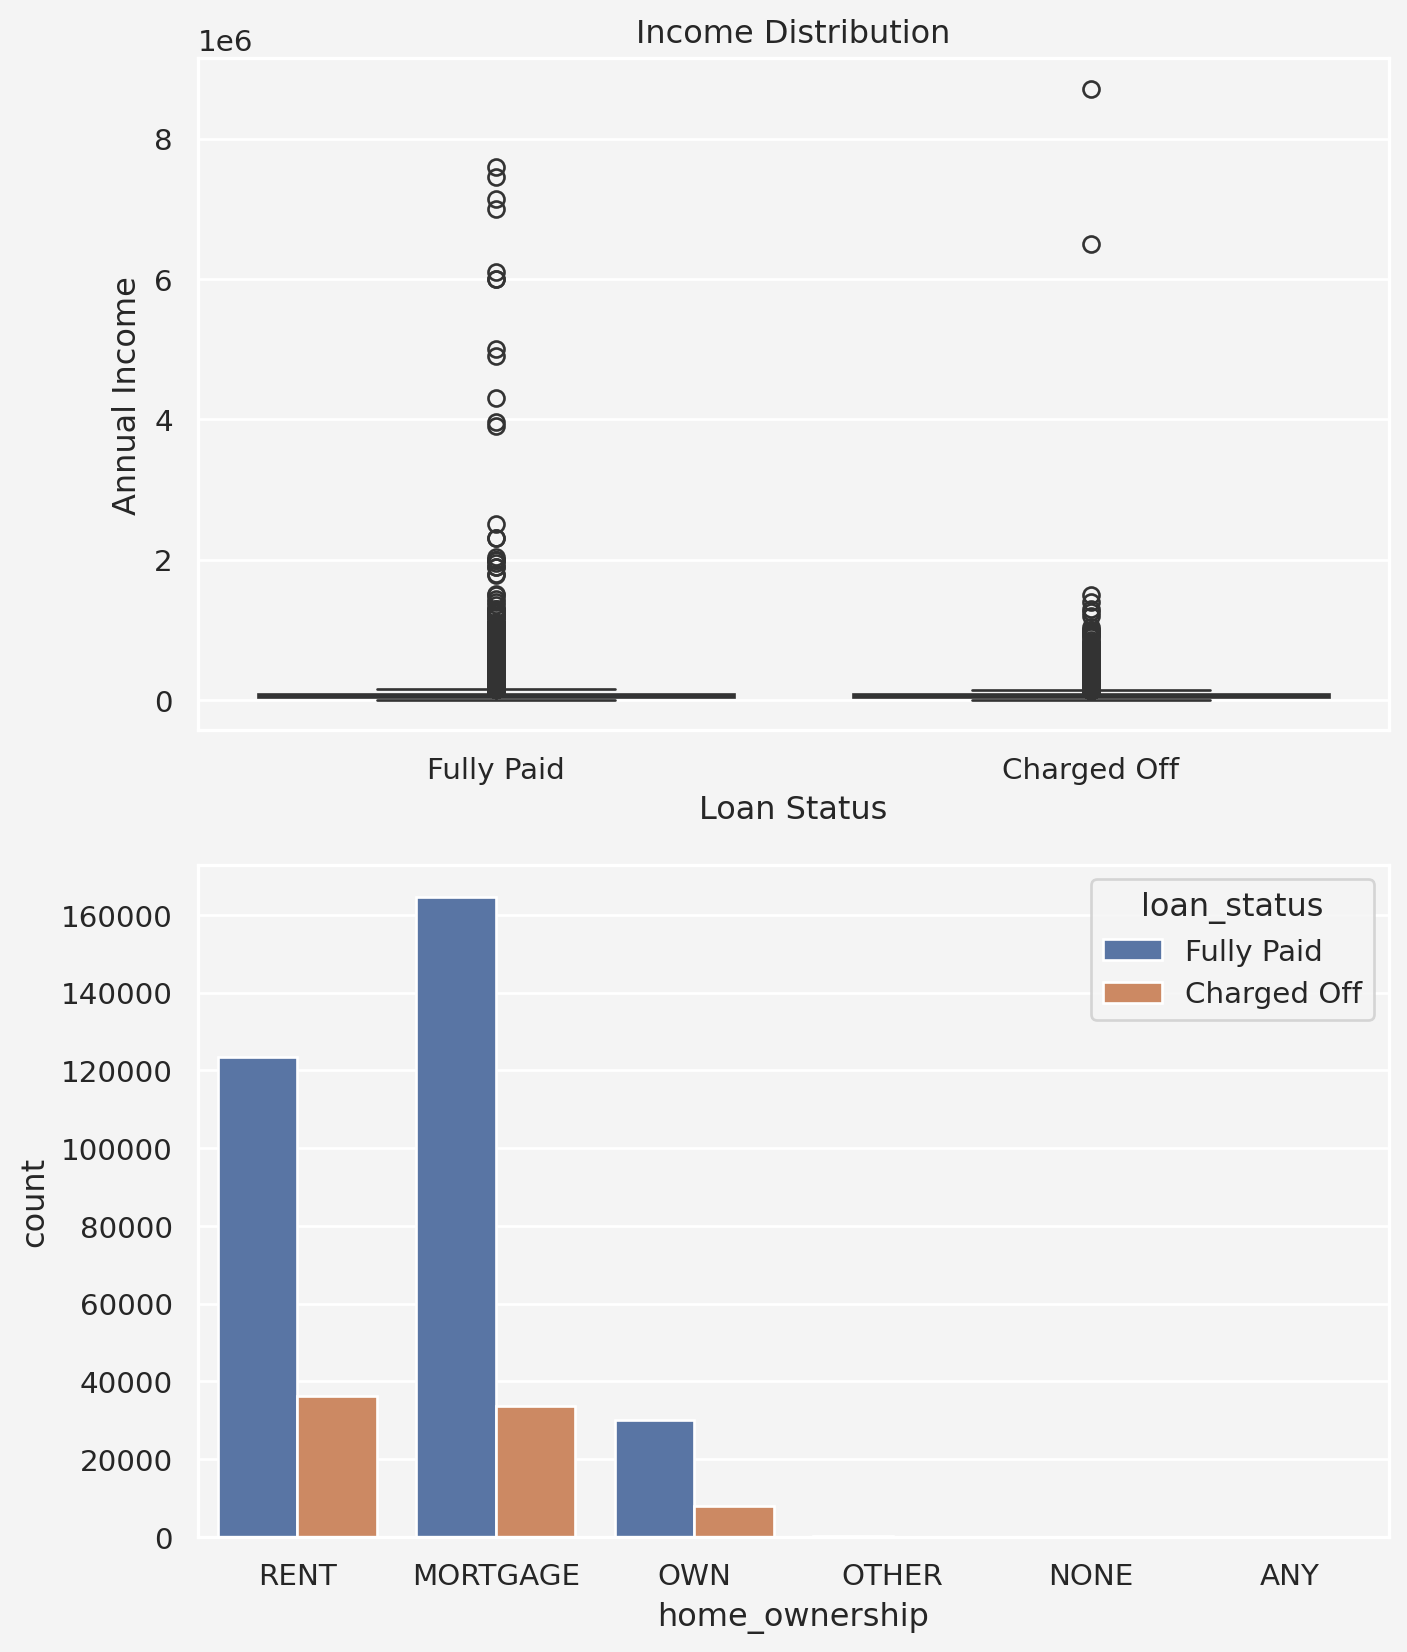 Income Distribution
1e6
8
6
4
2
0
Annual Income
Fully Paid
Charged Off
Loan Status
160000
140000
120000
100000
80000
60000
40000
20000
0
count
loan_status
Fully Paid
Charged Off
RENT
MORTGAGE
OWN
OTHER
NONE
ANY
home_ownership